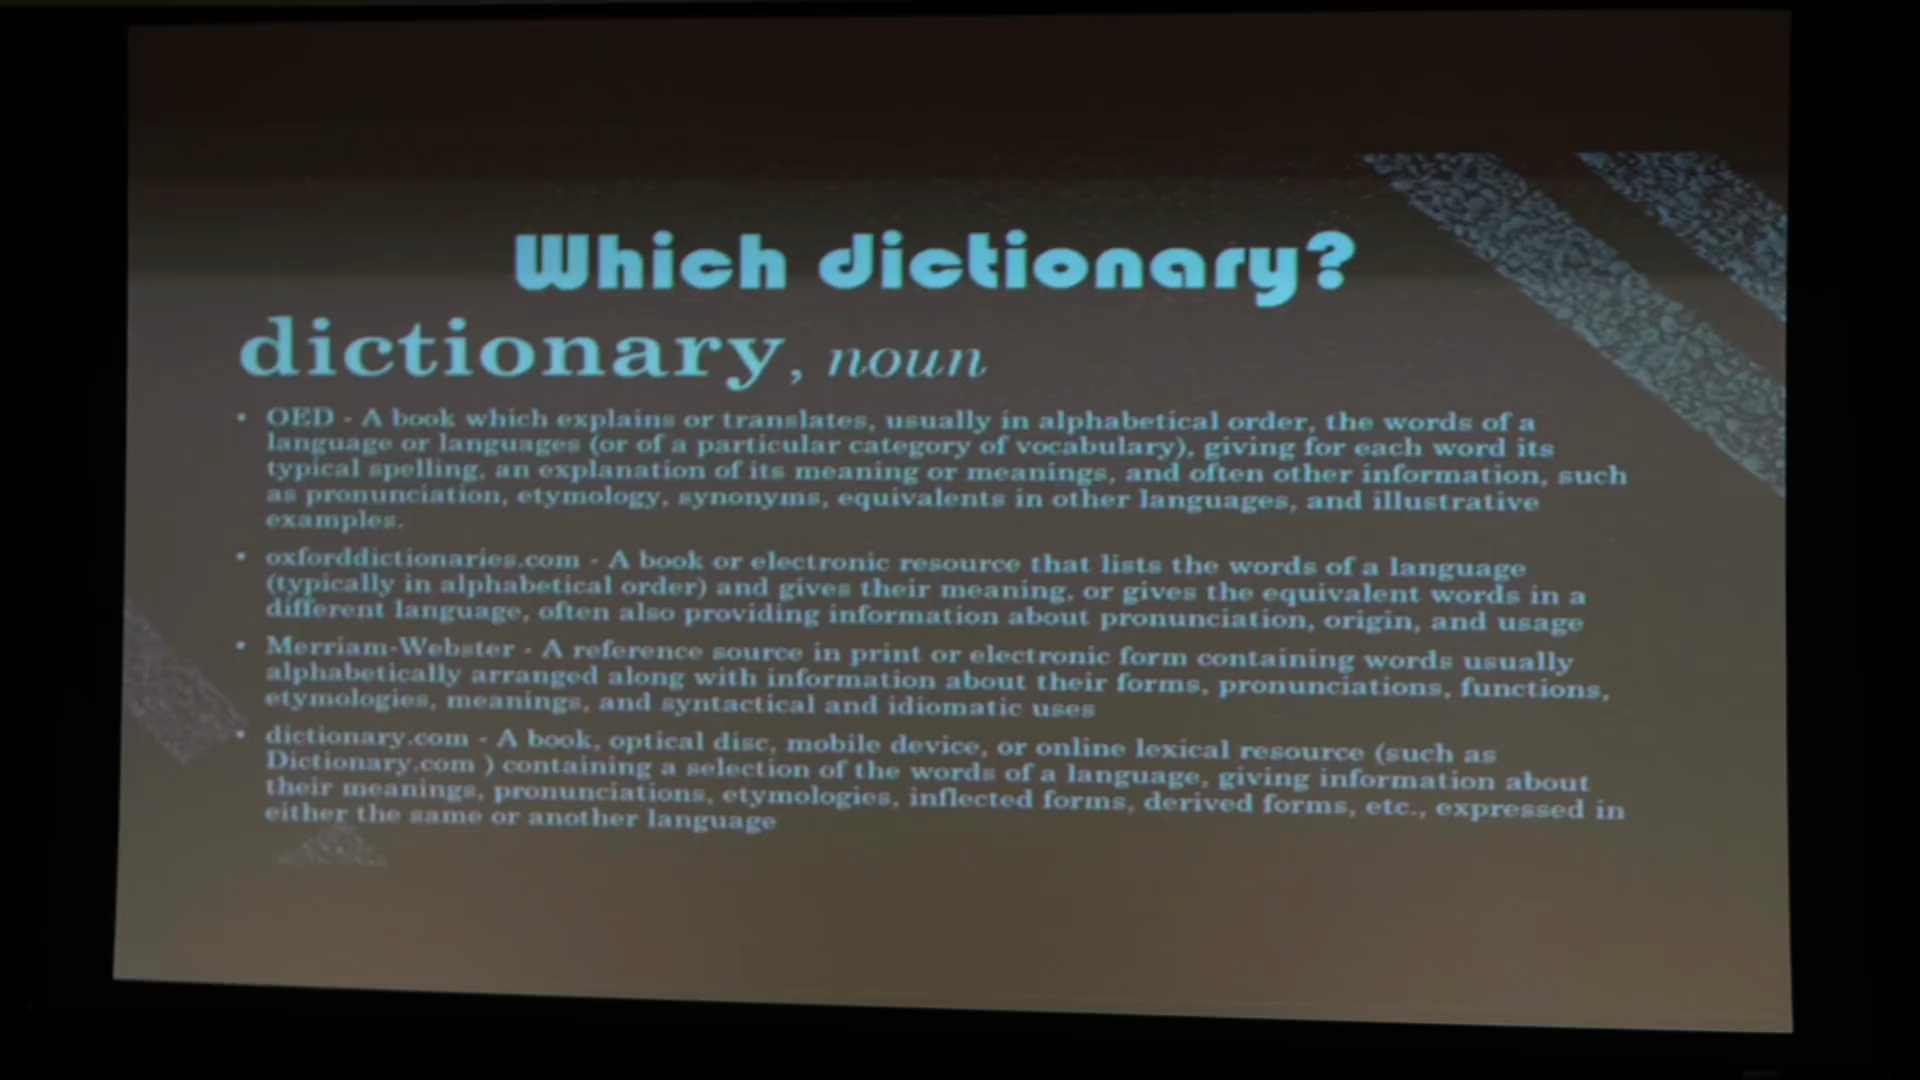 Which dictionary?
dictionary, noun
• OED - A book which explains or translates, usually in alphabetical order, the words of a
language or languages (or of a particular category of vocabulary), giving for each word its
typical spelling, an explanation of its meaning or meanings, and often other information, such
as pronunciation, etymology, synonyms, equivalents in other languages, and illustrative
examples.
• oxforddictionaries.com - A book or electronic resource that lists the words of a language
(typically in alphabetical order) and gives their meaning, or gives the equivalent words in a
different language, often also providing information about pronunciation, origin, and usage
• Merriam-Webster - A reference source in print or electronic form containing words usually
alphabetically arranged along with information about their forms, pronunciations, functions,
etymologies, meanings, and syntactical and idiomatic uses
• dictionary.com - A book, optical disc, mobile device, or online lexical resource (such as
Dictionary.com ) containing a selection of the words of a language, giving information about
their meanings, pronunciations, etymologies, inflected forms, derived forms, etc., expressed in
either the same or another language